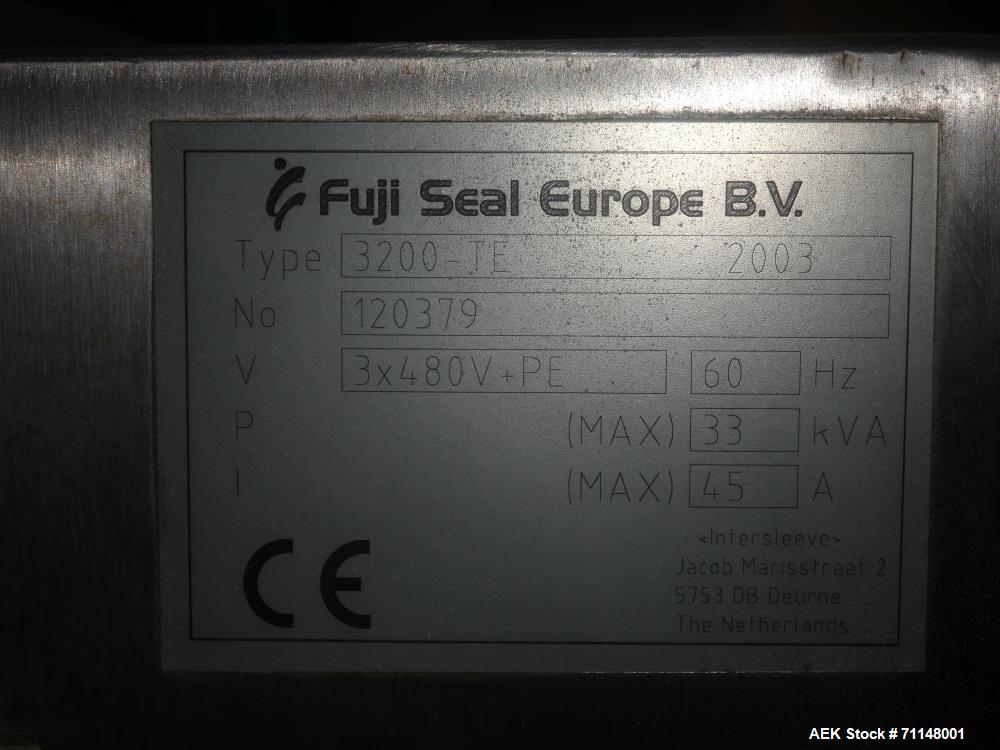 Fuji Seal Europe B.V.
Type 3200-TE 2003
No 120379
V 3x480V+PE 60 Hz
P (MAX) 33 kVA
I (MAX) 45 A
<Intersleeve>
Jacob Marisstraat 2
5753 DB Deurne
The Netherlands
CE
AEK Stock # 71148001